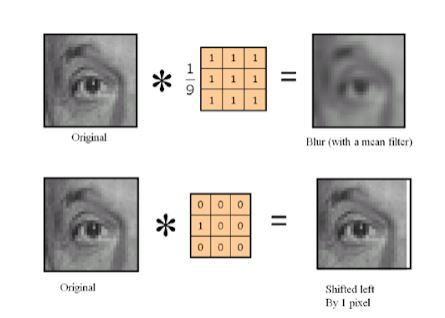 * 1/9
1 1 1
1 1 1
1 1 1
=
Original
Blur (with a mean filter)
*
0 0 0
1 0 0
0 0 0
=
Original
Shifted left
By 1 pixel